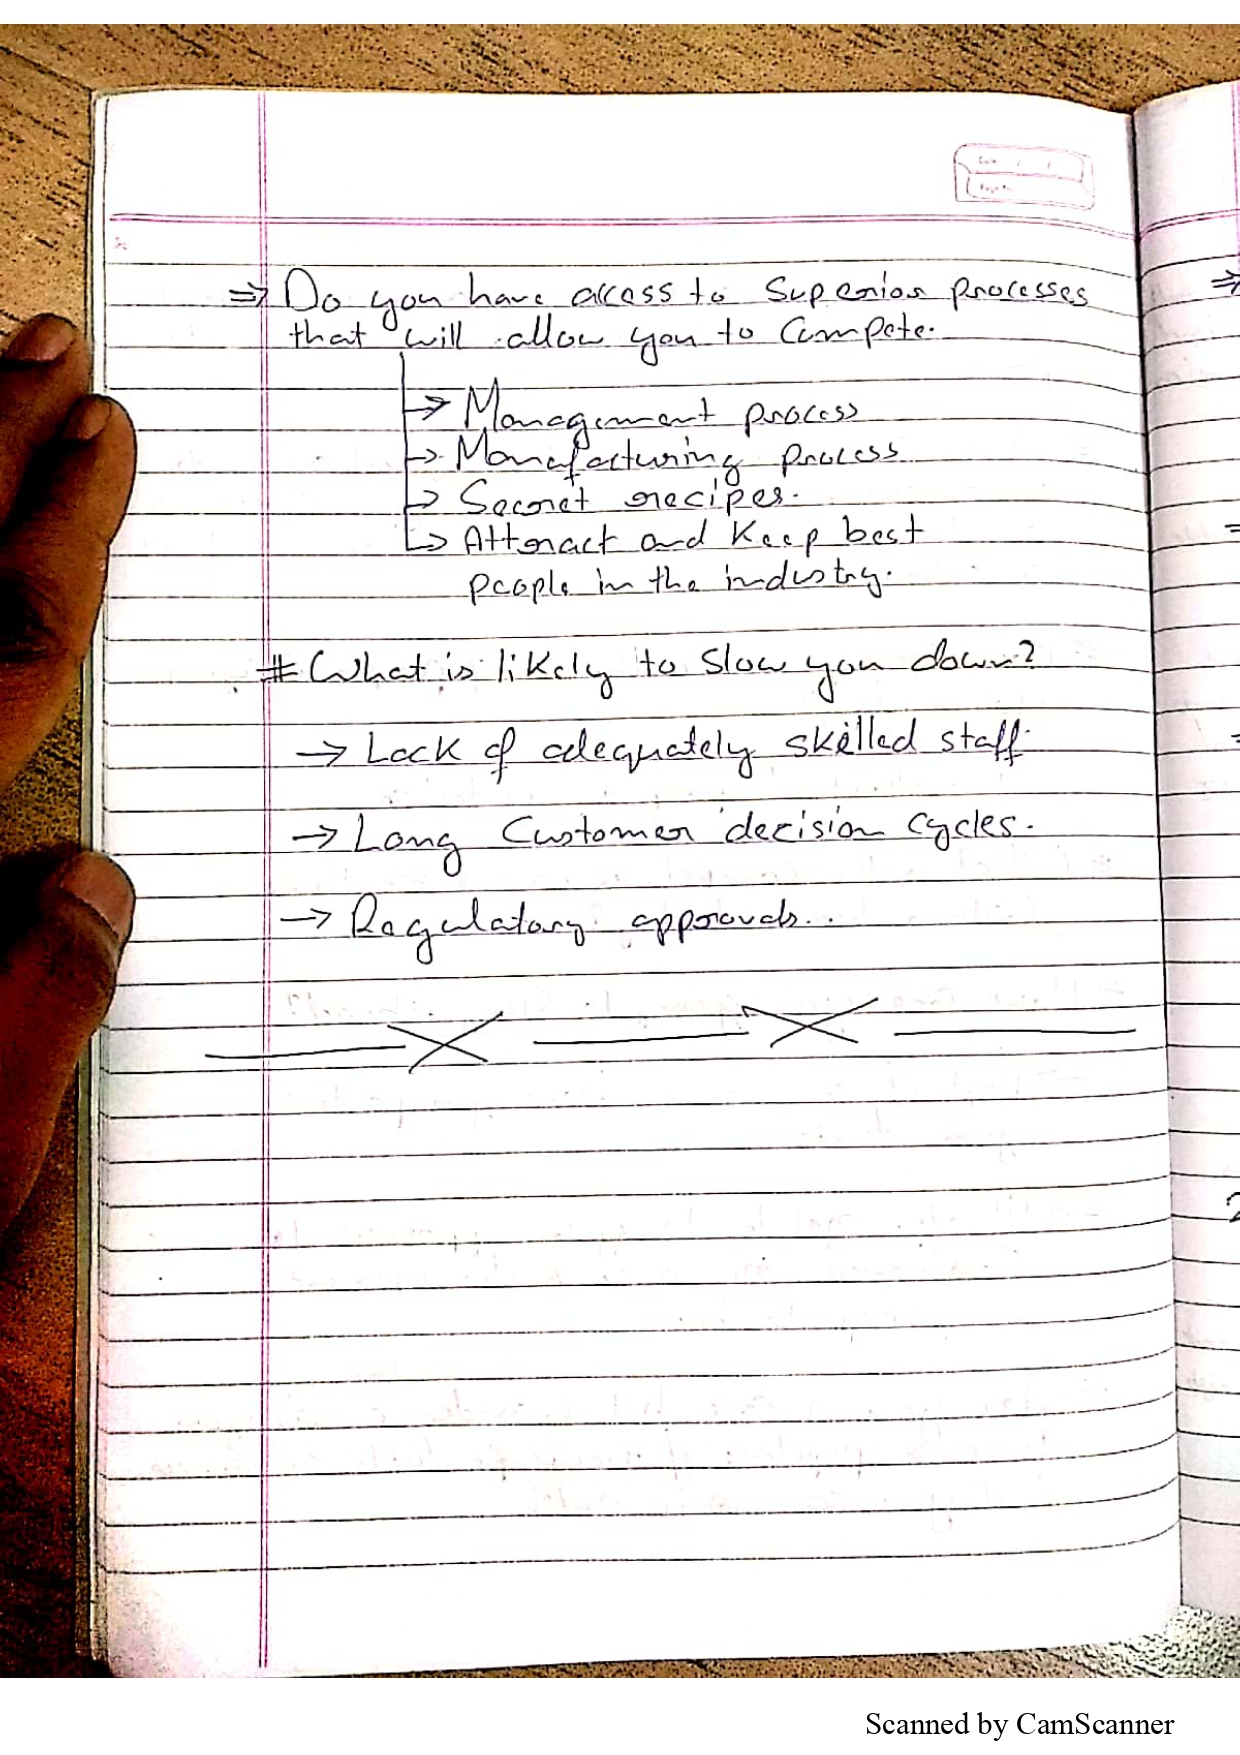 ⇒ Do you have access to Superior processes
that will allow you to Compete.
→ Management process
→ Manufacturing process
→ Secret recipes.
→ Attract and Keep best
people in the industry.
# What is likely to slow you down?
→ Lack of adequately skilled staff.
→ Long Customer decision cycles.
→ Regulatory approvals..
Scanned by CamScanner